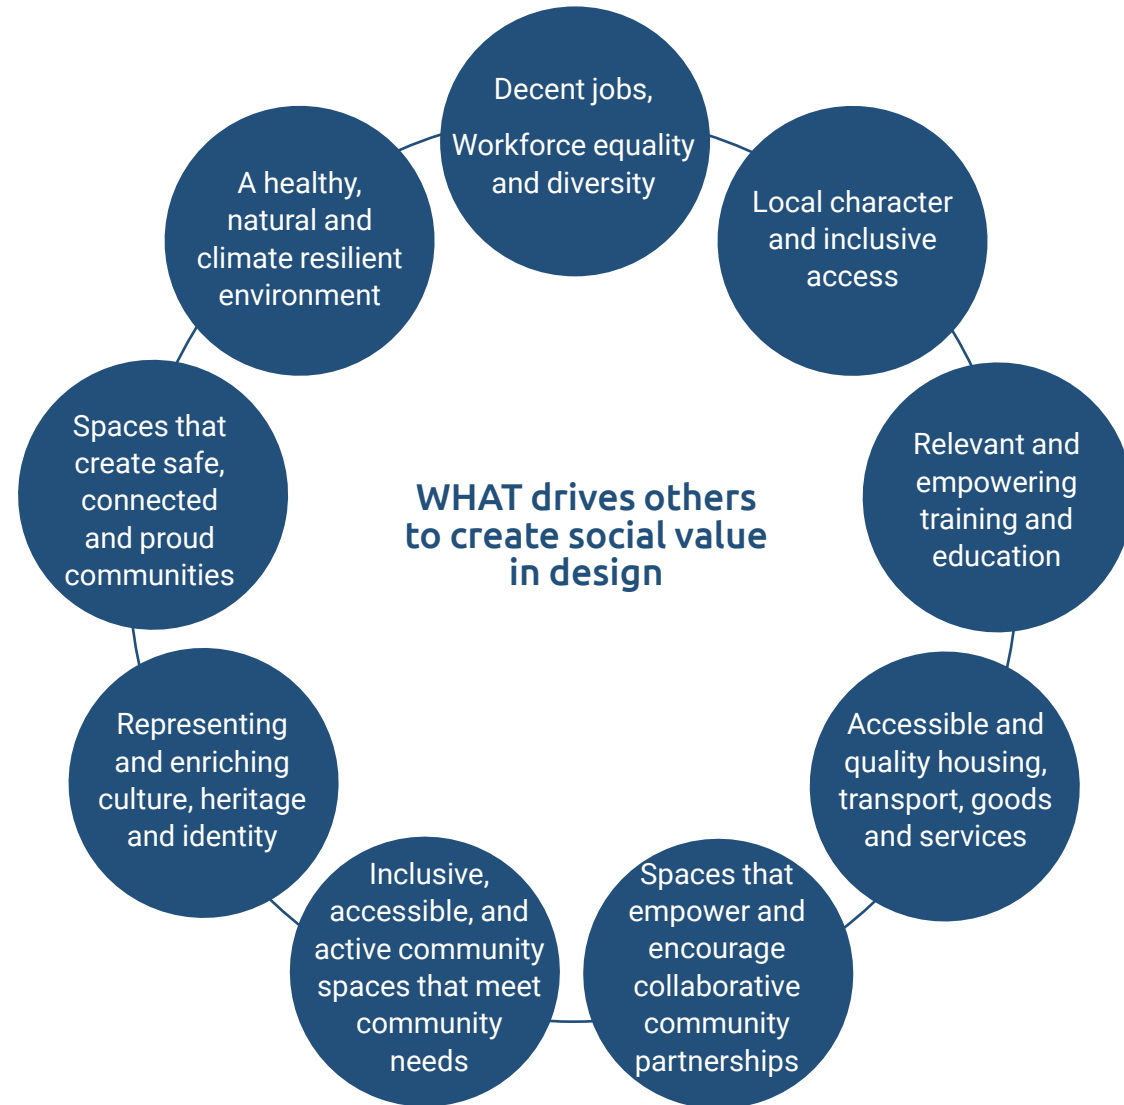 Decent jobs,
Workforce equality
and diversity
Local character
and inclusive
access
Relevant and
empowering
training and
education
Accessible and
quality housing,
transport, goods
and services
Spaces that
empower and
encourage
collaborative
community
partnerships
Inclusive,
accessible, and
active community
spaces that meet
community
needs
Representing
and enriching
culture, heritage
and identity
Spaces that
create safe,
connected
and proud
communities
A healthy,
natural and
climate resilient
environment
WHAT drives others
to create social value
in design